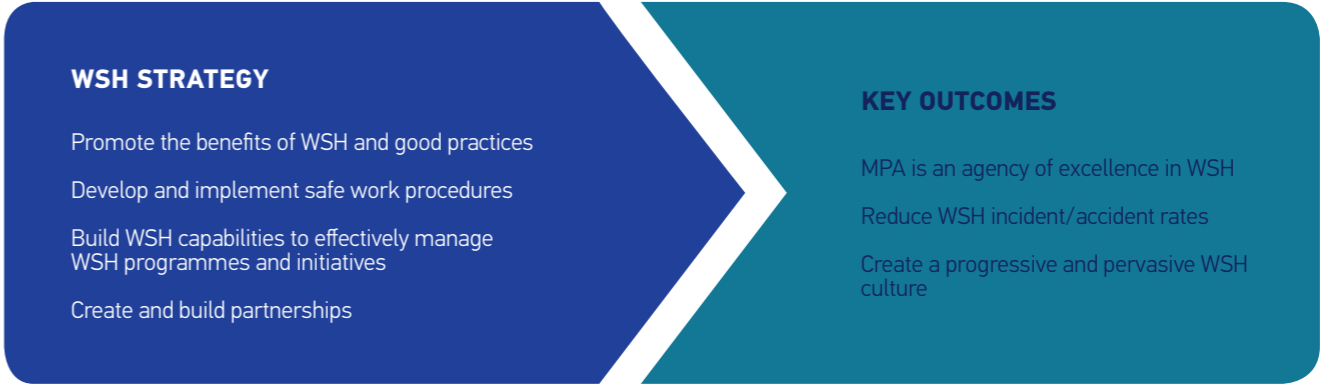 WSH STRATEGY
Promote the benefits of WSH and good practices
Develop and implement safe work procedures
Build WSH capabilities to effectively manage
WSH programmes and initiatives
Create and build partnerships
KEY OUTCOMES
MPA is an agency of excellence in WSH
Reduce WSH incident/accident rates
Create a progressive and pervasive WSH
culture